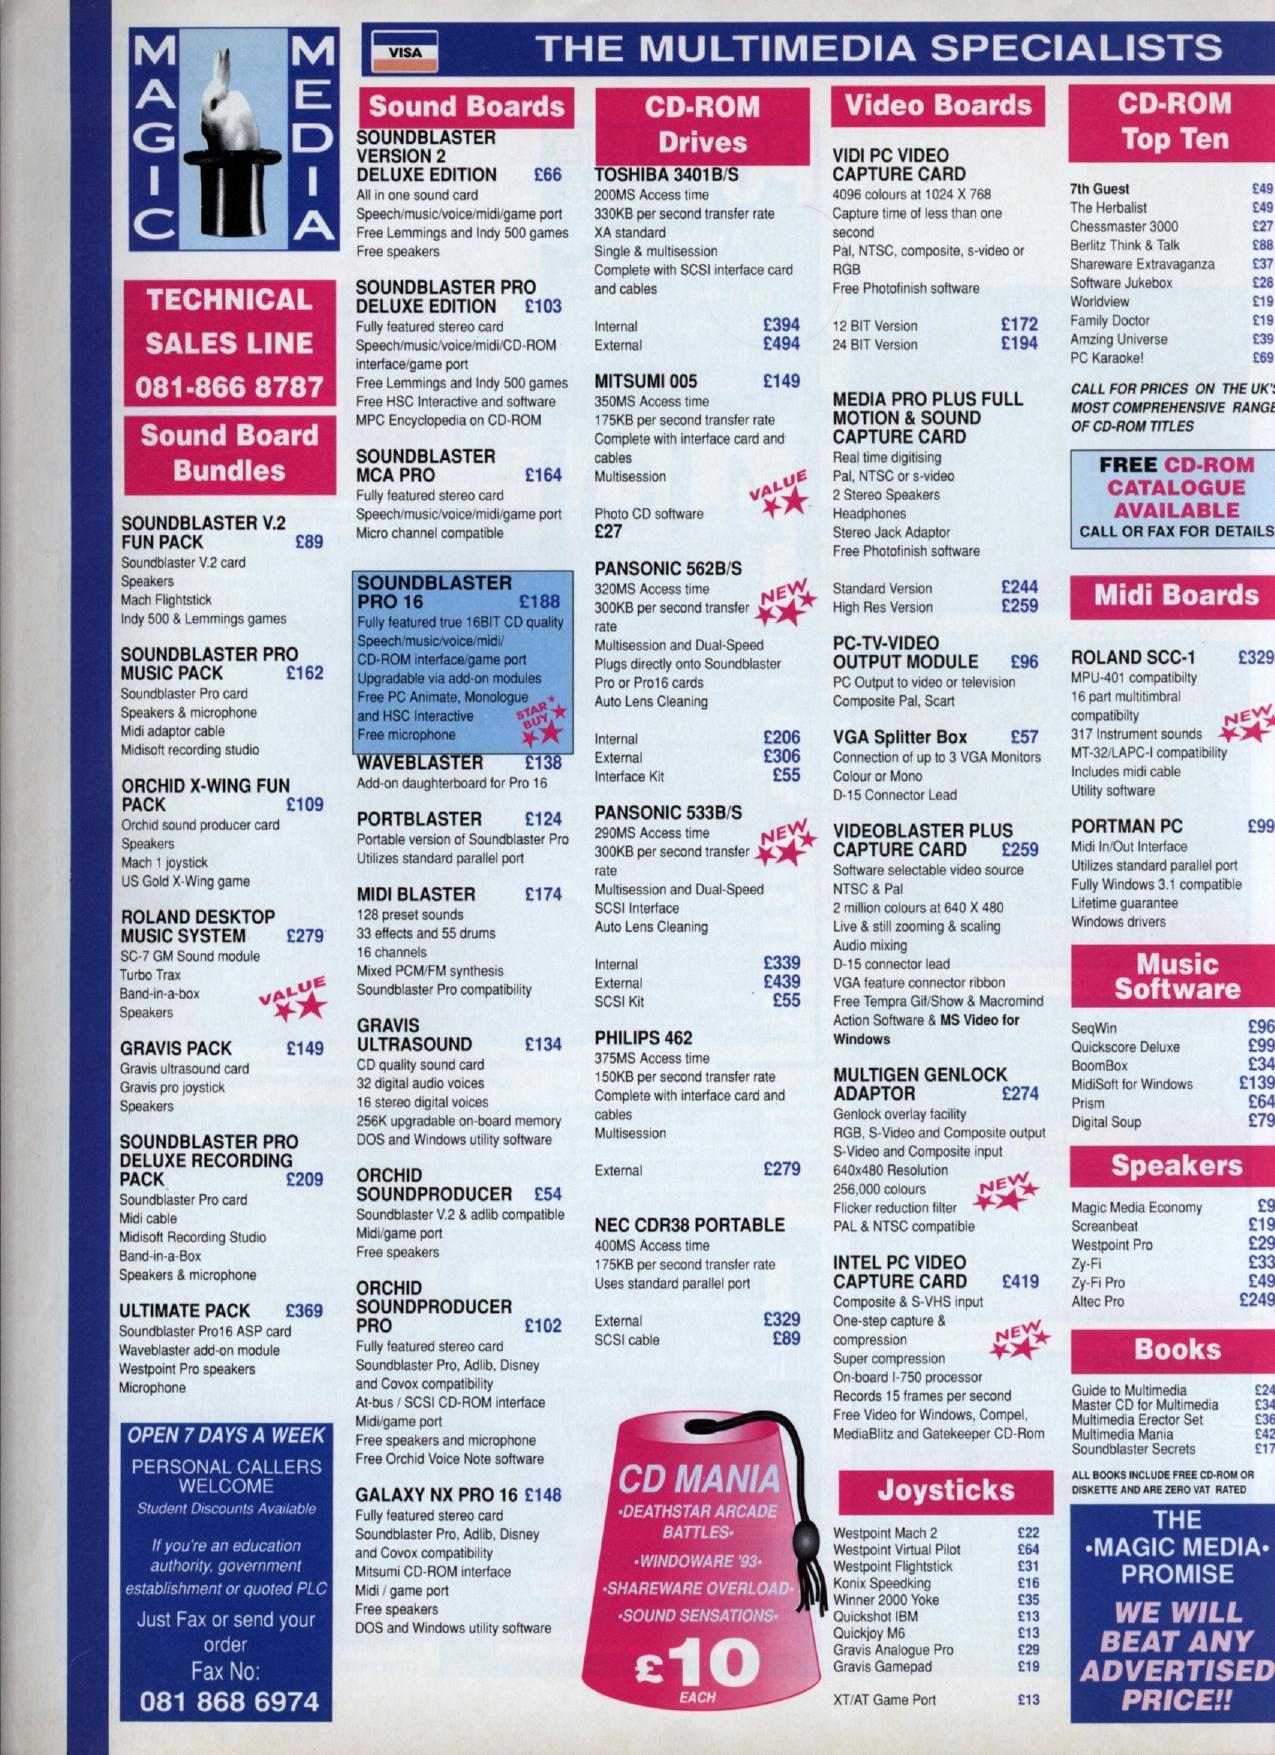 MAGIC
MEDIA
VISA
THE MULTIMEDIA SPECIALISTS
TECHNICAL
SALES LINE
081-866 8787
Sound Board
Bundles
SOUNDBLASTER V.2
FUN PACK £89
Soundblaster V.2 card
Speakers
Mach Flightstick
Indy 500 & Lemmings games
SOUNDBLASTER PRO
MUSIC PACK £162
Soundblaster Pro card
Speakers & microphone
Midi adaptor cable
Midisoft recording studio
ORCHID X-WING FUN
PACK £109
Orchid sound producer card
Speakers
Mach 1 joystick
US Gold X-Wing game
ROLAND DESKTOP
MUSIC SYSTEM £279
SC-7 GM Sound module
Turbo Trax
Band-in-a-box
Speakers
VALUE
GRAVIS PACK £149
Gravis ultrasound card
Gravis pro joystick
Speakers
SOUNDBLASTER PRO
DELUXE RECORDING
PACK £209
Soundblaster Pro card
Midi cable
Midisoft Recording Studio
Band-in-a-Box
Speakers & microphone
ULTIMATE PACK £369
Soundblaster Pro16 ASP card
Waveblaster add-on module
Westpoint Pro speakers
Microphone
OPEN 7 DAYS A WEEK
PERSONAL CALLERS
WELCOME
Student Discounts Available
If you're an education
authority, government
establishment or quoted PLC
Just Fax or send your
order
Fax No:
081 868 6974
Sound Boards
SOUNDBLASTER
VERSION 2
DELUXE EDITION £66
All in one sound card
Speech/music/voice/midi/game port
Free Lemmings and Indy 500 games
Free speakers
SOUNDBLASTER PRO
DELUXE EDITION £103
Fully featured stereo card
Speech/music/voice/midi/CD-ROM
interface/game port
Free Lemmings and Indy 500 games
Free HSC Interactive and software
MPC Encyclopedia on CD-ROM
SOUNDBLASTER
MCA PRO £164
Fully featured stereo card
Speech/music/voice/midi/game port
Micro channel compatible
SOUNDBLASTER
PRO 16 £188
Fully featured true 16BIT CD quality
Speech/music/voice/midi/
CD-ROM interface/game port
Upgradable via add-on modules
Free PC Animate, Monologue
and HSC Interactive
Free microphone
STAR
BUY
WAVEBLASTER £138
Add-on daughterboard for Pro 16
PORTBLASTER £124
Portable version of Soundblaster Pro
Utilizes standard parallel port
MIDI BLASTER £174
128 preset sounds
33 effects and 55 drums
16 channels
Mixed PCM/FM synthesis
Soundblaster Pro compatibility
GRAVIS
ULTRASOUND £134
CD quality sound card
32 digital audio voices
16 stereo digital voices
256K upgradable on-board memory
DOS and Windows utility software
ORCHID
SOUNDPRODUCER £54
Soundblaster V.2 & adlib compatible
Midi/game port
Free speakers
ORCHID
SOUNDPRODUCER
PRO £102
Fully featured stereo card
Soundblaster Pro, Adlib, Disney
and Covox compatibility
At-bus / SCSI CD-ROM interface
Midi/game port
Free speakers and microphone
Free Orchid Voice Note software
GALAXY NX PRO 16 £148
Fully featured stereo card
Soundblaster Pro, Adlib, Disney
and Covox compatibility
Mitsumi CD-ROM interface
Midi / game port
Free speakers
DOS and Windows utility software
CD-ROM
Drives
TOSHIBA 3401B/S
200MS Access time
330KB per second transfer rate
XA standard
Single & multisession
Complete with SCSI interface card
and cables
Internal £394
External £494
MITSUMI 005 £149
350MS Access time
175KB per second transfer rate
Complete with interface card and
cables
Multisession
VALUE
Photo CD software
£27
PANSONIC 562B/S
320MS Access time
300KB per second transfer
rate
NEW
Multisession and Dual-Speed
Plugs directly onto Soundblaster
Pro or Pro16 cards
Auto Lens Cleaning
Internal £206
External £306
Interface Kit £55
PANSONIC 533B/S
290MS Access time
300KB per second transfer
rate
NEW
Multisession and Dual-Speed
SCSI Interface
Auto Lens Cleaning
Internal £339
External £439
SCSI Kit £55
PHILIPS 462
375MS Access time
150KB per second transfer rate
Complete with interface card and
cables
Multisession
External £279
NEC CDR38 PORTABLE
400MS Access time
175KB per second transfer rate
Uses standard parallel port
External £329
SCSI cable £89
CD MANIA
•DEATHSTAR ARCADE
BATTLES•
•WINDOWARE '93•
•SHAREWARE OVERLOAD•
•SOUND SENSATIONS•
£10
EACH
Video Boards
VIDI PC VIDEO
CAPTURE CARD
4096 colours at 1024 X 768
Capture time of less than one
second
Pal, NTSC, composite, s-video or
RGB
Free Photofinish software
12 BIT Version £172
24 BIT Version £194
MEDIA PRO PLUS FULL
MOTION & SOUND
CAPTURE CARD
Real time digitising
Pal, NTSC or s-video
2 Stereo Speakers
Headphones
Stereo Jack Adaptor
Free Photofinish software
Standard Version £244
High Res Version £259
PC-TV-VIDEO
OUTPUT MODULE £96
PC Output to video or television
Composite Pal, Scart
VGA Splitter Box £57
Connection of up to 3 VGA Monitors
Colour or Mono
D-15 Connector Lead
VIDEOBLASTER PLUS
CAPTURE CARD £259
Software selectable video source
NTSC & Pal
2 million colours at 640 X 480
Live & still zooming & scaling
Audio mixing
D-15 connector lead
VGA feature connector ribbon
Free Tempra Gif/Show & Macromind
Action Software & MS Video for
Windows
MULTIGEN GENLOCK
ADAPTOR £274
Genlock overlay facility
RGB, S-Video and Composite output
S-Video and Composite input
640x480 Resolution
256,000 colours
Flicker reduction filter
PAL & NTSC compatible
NEW
INTEL PC VIDEO
CAPTURE CARD £419
Composite & S-VHS input
One-step capture &
compression
Super compression
On-board I-750 processor
Records 15 frames per second
Free Video for Windows, Compel,
MediaBlitz and Gatekeeper CD-Rom
NEW
Joysticks
Westpoint Mach 2 £22
Westpoint Virtual Pilot £64
Westpoint Flightstick £31
Konix Speedking £16
Winner 2000 Yoke £35
Quickshot IBM £13
Quickjoy M6 £13
Gravis Analogue Pro £29
Gravis Gamepad £19
XT/AT Game Port £13
CD-ROM
Top Ten
7th Guest £49
The Herbalist £49
Chessmaster 3000 £27
Berlitz Think & Talk £88
Shareware Extravaganza £37
Software Jukebox £28
Worldview £19
Family Doctor £19
Amzing Universe £39
PC Karaoke! £69
CALL FOR PRICES ON THE UK'S
MOST COMPREHENSIVE RANGE
OF CD-ROM TITLES
FREE CD-ROM
CATALOGUE
AVAILABLE
CALL OR FAX FOR DETAILS
Midi Boards
ROLAND SCC-1 £329
MPU-401 compatibilty
16 part multitimbral
compatibilty
317 Instrument sounds
MT-32/LAPC-I compatibility
Includes midi cable
Utility software
NEW
PORTMAN PC £99
Midi In/Out Interface
Utilizes standard parallel port
Fully Windows 3.1 compatible
Lifetime guarantee
Windows drivers
Music
Software
SeqWin £96
Quickscore Deluxe £99
BoomBox £34
MidiSoft for Windows £139
Prism £64
Digital Soup £79
Speakers
Magic Media Economy £9
Screanbeat £19
Westpoint Pro £29
Zy-Fi £33
Zy-Fi Pro £49
Altec Pro £249
Books
Guide to Multimedia £24
Master CD for Multimedia £34
Multimedia Erector Set £36
Multimedia Mania £42
Soundblaster Secrets £17
ALL BOOKS INCLUDE FREE CD-ROM OR
DISKETTE AND ARE ZERO VAT RATED
THE
•MAGIC MEDIA•
PROMISE
WE WILL
BEAT ANY
ADVERTISED
PRICE!!